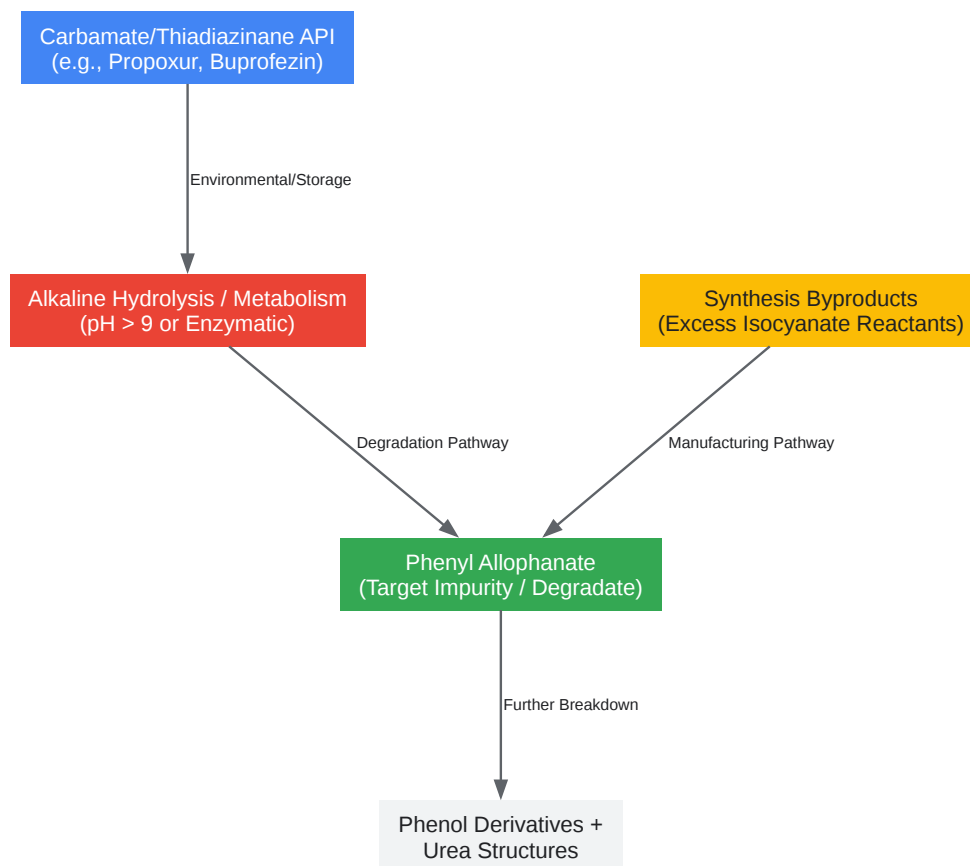 Carbamate/Thiadiazinane API
(e.g., Propoxur, Buprofezin)
Environmental/Storage
Alkaline Hydrolysis / Metabolism
(pH > 9 or Enzymatic)
Synthesis Byproducts
(Excess Isocyanate Reactants)
Degradation Pathway
Manufacturing Pathway
Phenyl Allophanate
(Target Impurity / Degradate)
Further Breakdown
Phenol Derivatives +
Urea Structures